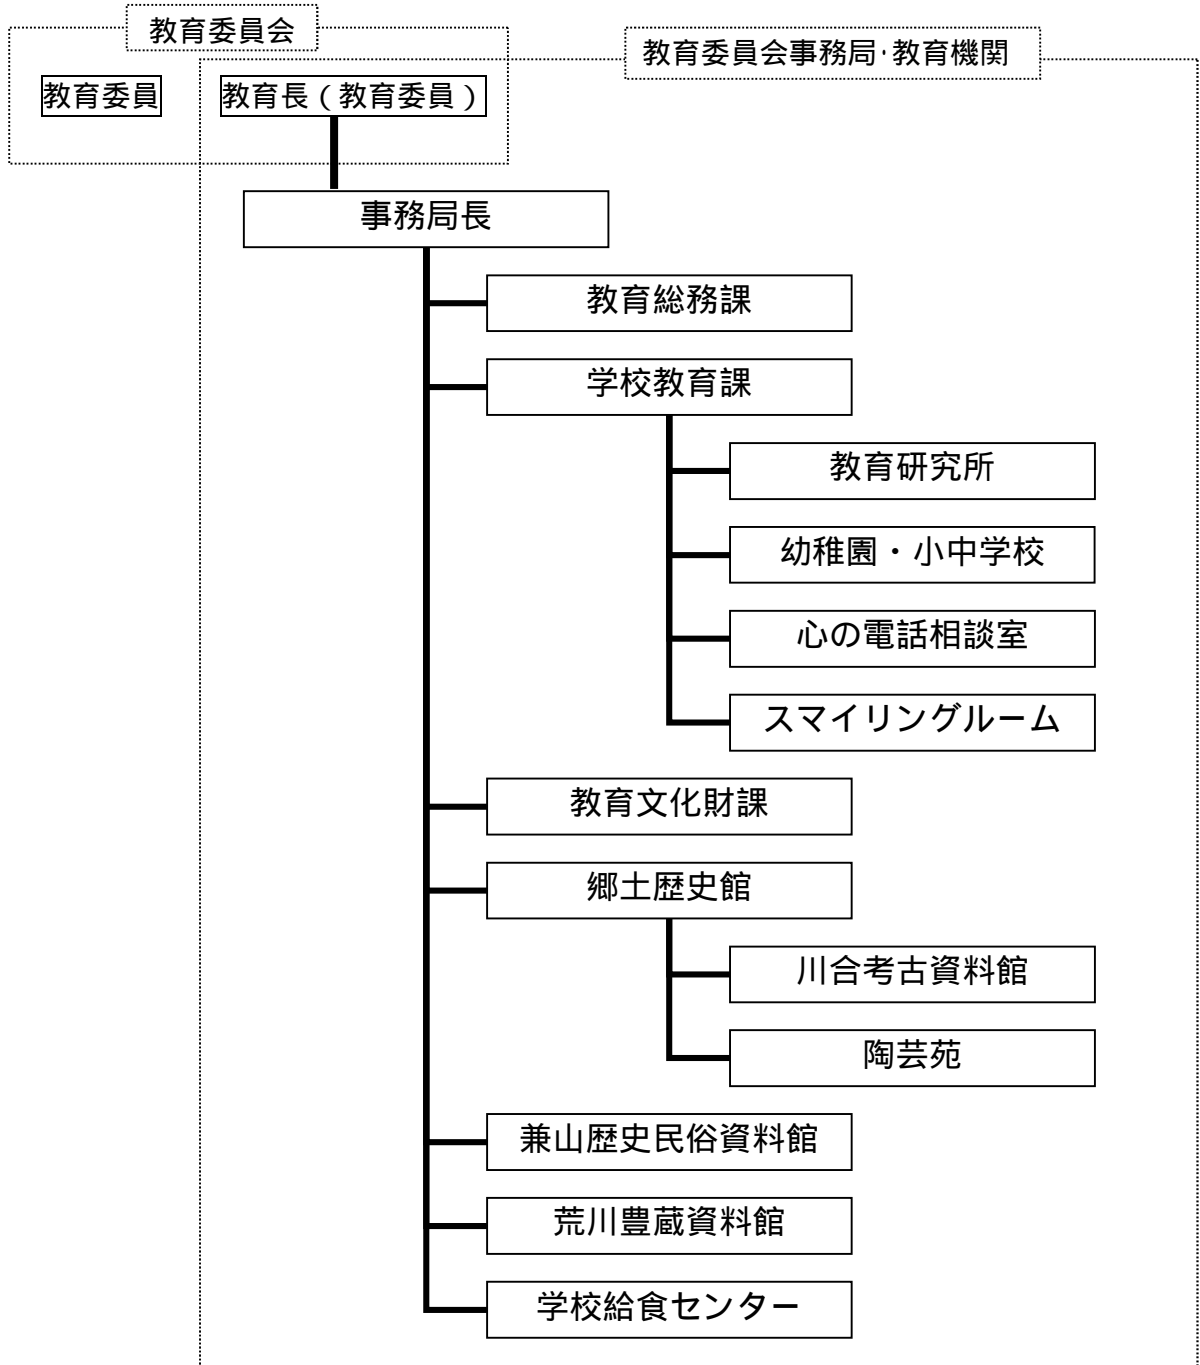 教育委員会
教育委員会事務局・教育機関
教育委員
教育長（教育委員）
事務局長
教育総務課
学校教育課
教育研究所
幼稚園・小中学校
心の電話相談室
スマイリングルーム
教育文化財課
郷土歴史館
川合考古資料館
陶芸苑
兼山歴史民俗資料館
荒川豊蔵資料館
学校給食センター